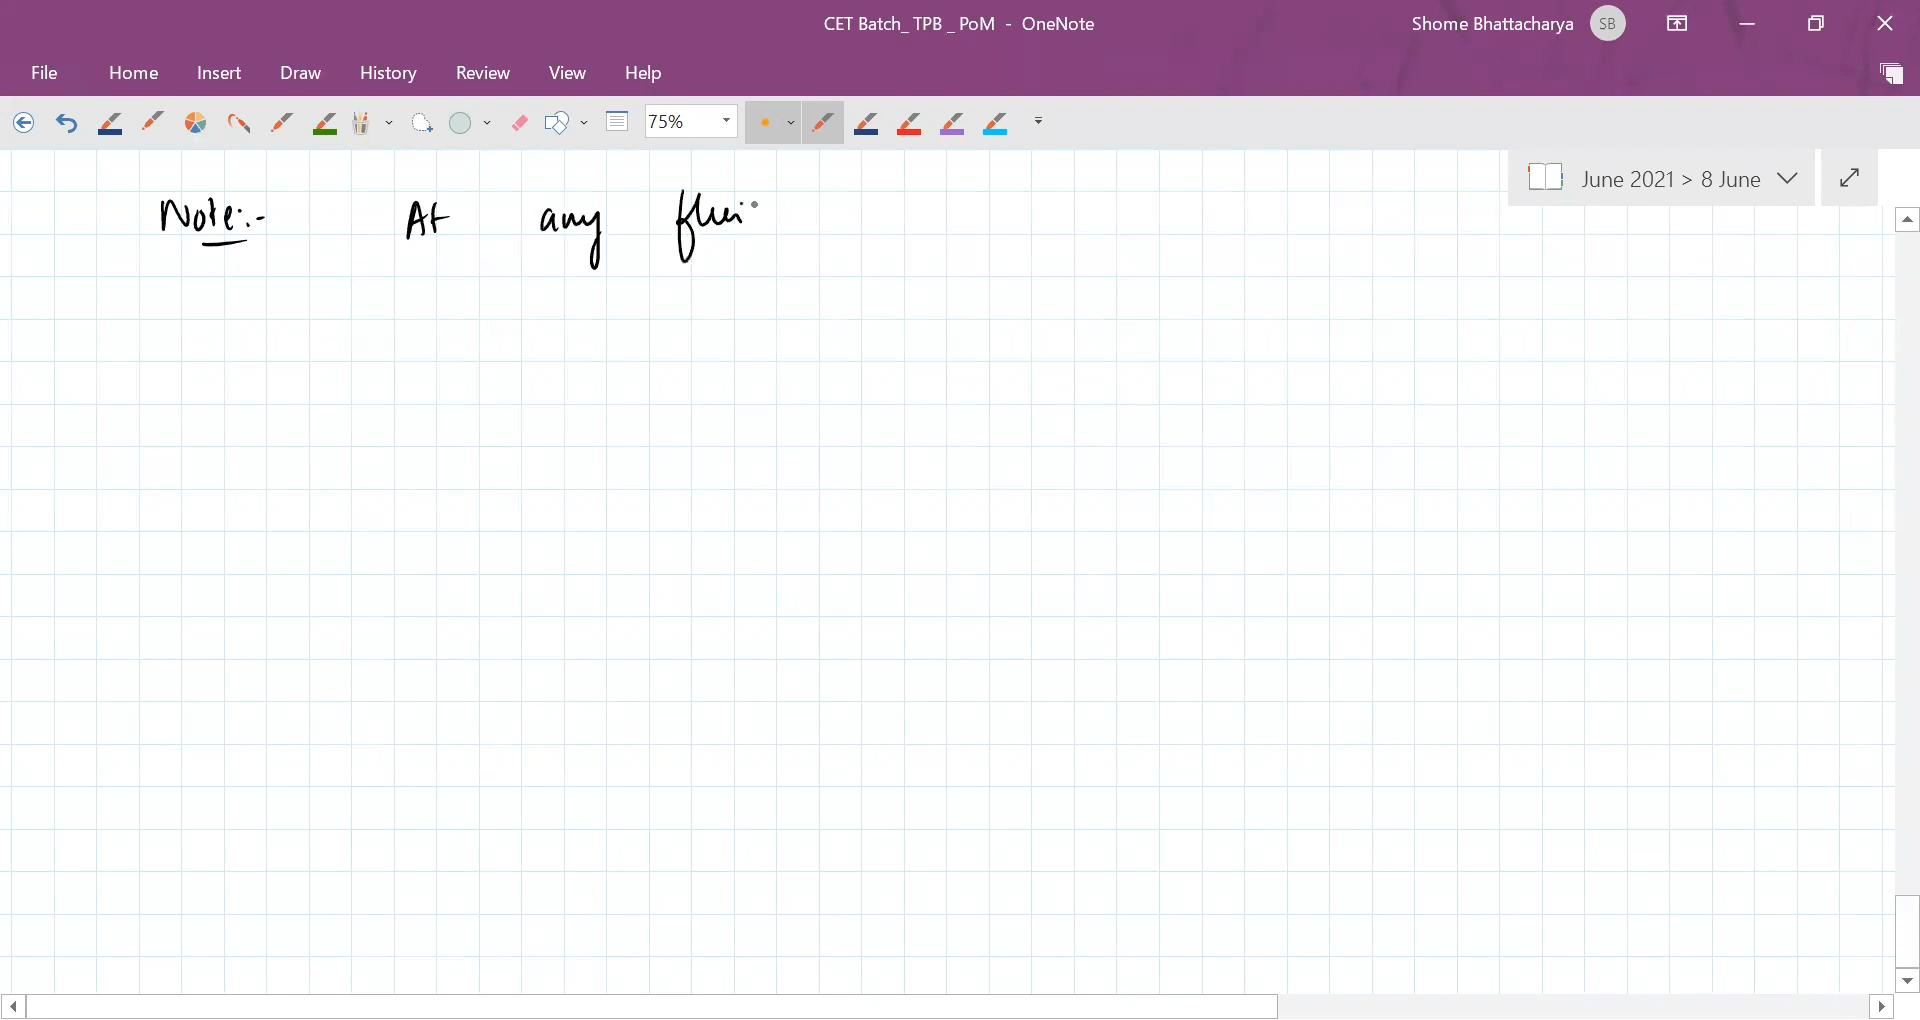 CET Batch_ TPB _ PoM - OneNote
Shome Bhattacharya
SB
File Home Insert Draw History Review View Help
75%
June 2021 > 8 June
Note:- At any flui